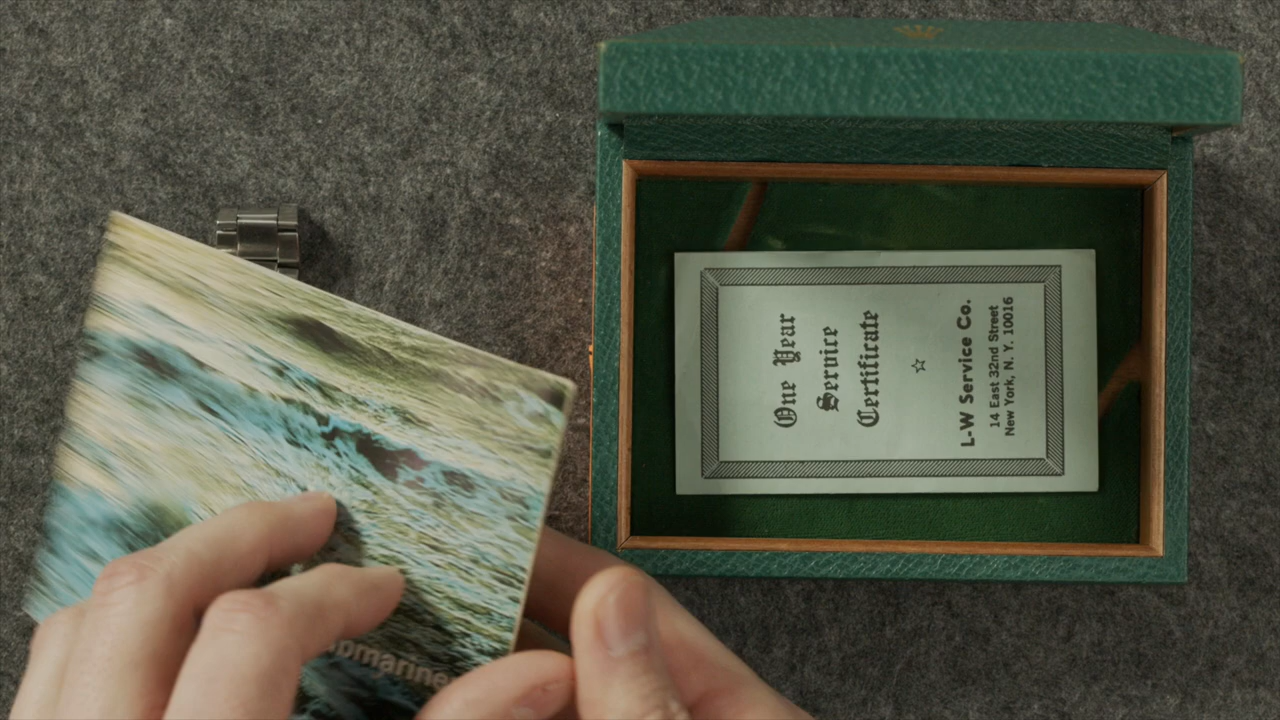 One Year
Service
Certificate
L-W Service Co.
14 East 32nd Street
New York, N. Y. 10016